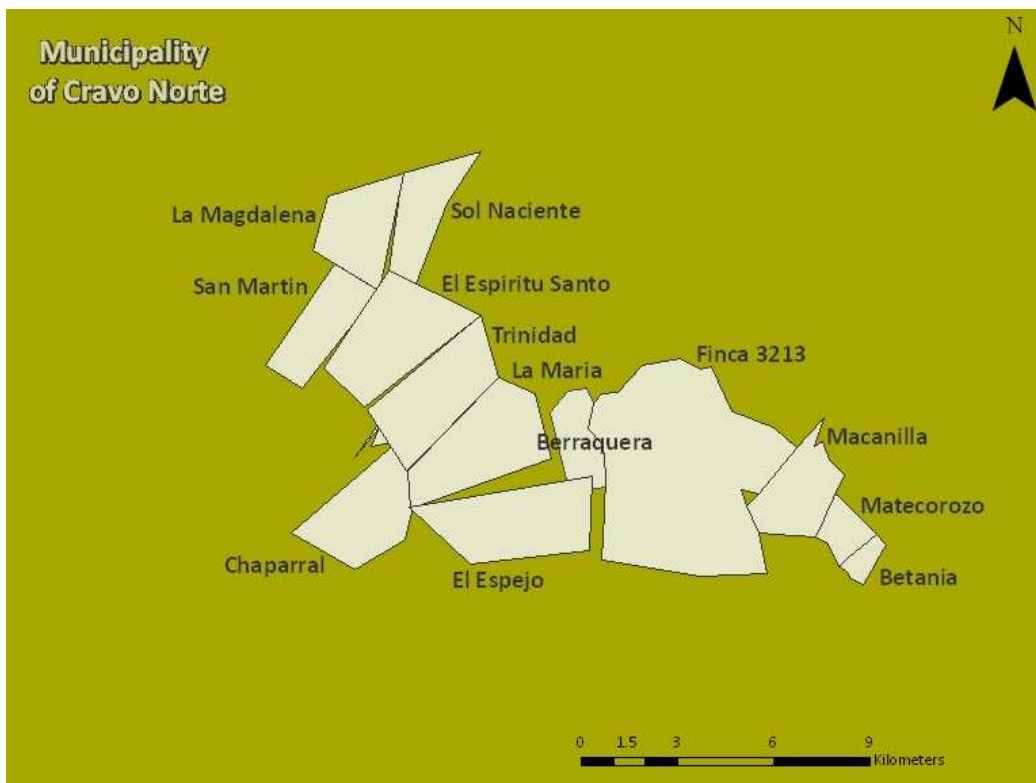 Municipality
of Cravo Norte
N
La Magdalena
Sol Naciente
San Martin
El Espiritu Santo
Trinidad
La Maria
Finca 3213
Berraquera
Macanilla
Matecorozo
Chaparral
El Espejo
Betania
0 1.5 3 6 9
Kilometers